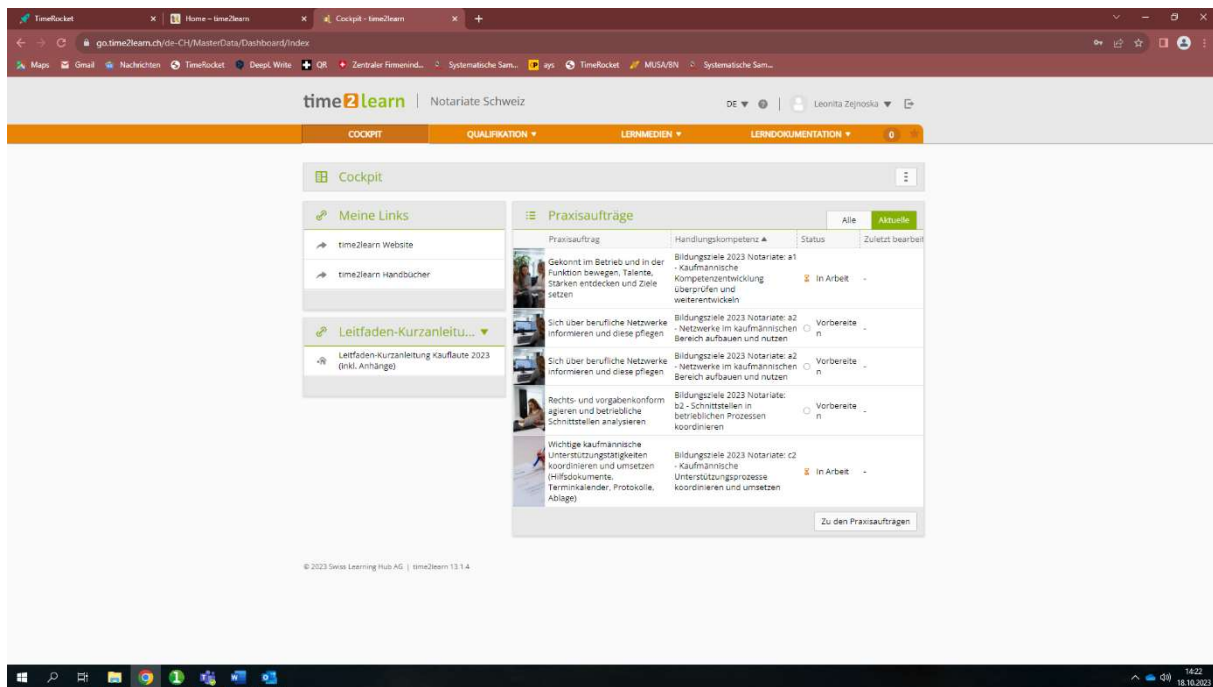 TimeRocket
Home – time2learn
Cockpit - time2learn
go.time2learn.ch/de-CH/MasterData/Dashboard/Index
Maps Gmail Nachrichten TimeRocket DeepL Write QR Zentraler Firmenind... Systematische Sam... ays TimeRocket MUSA/BN Systematische Sam...
time2learn | Notariate Schweiz
DE Leonita Zejnoska
COCKPIT QUALIFIKATION LERNMEDIEN LERNDOKUMENTATION 0
Cockpit
Meine Links
time2learn Website
time2learn Handbücher
Leitfaden-Kurzanleitu...
Leitfaden-Kurzanleitung Kaufleute 2023
(inkl. Anhänge)
Praxisaufträge
Alle Aktuelle
Praxisauftrag Handlungskompetenz Status Zuletzt bearbeit
Gekonnt im Betrieb und in der
Funktion bewegen, Talente,
Stärken entdecken und Ziele
setzen
Bildungsziele 2023 Notariate: a1
- Kaufmännische
Kompetenzentwicklung
überprüfen und
weiterentwickeln
In Arbeit -
Sich über berufliche Netzwerke
informieren und diese pflegen
Bildungsziele 2023 Notariate: a2
- Netzwerke im kaufmännischen
Bereich aufbauen und nutzen
Vorbereite
n
-
Sich über berufliche Netzwerke
informieren und diese pflegen
Bildungsziele 2023 Notariate: a2
- Netzwerke im kaufmännischen
Bereich aufbauen und nutzen
Vorbereite
n
-
Rechts- und vorgabenkonform
agieren und betriebliche
Schnittstellen analysieren
Bildungsziele 2023 Notariate:
b2 - Schnittstellen in
betrieblichen Prozessen
koordinieren
Vorbereite
n
-
Wichtige kaufmännische
Unterstützungstätigkeiten
koordinieren und umsetzen
(Hilfsdokumente,
Terminkalender, Protokolle,
Ablage)
Bildungsziele 2023 Notariate: c2
- Kaufmännische
Unterstützungsprozesse
koordinieren und umsetzen
In Arbeit -
Zu den Praxisaufträgen
© 2023 Swiss Learning Hub AG | time2learn 13.1.4
14:22
18.10.2023